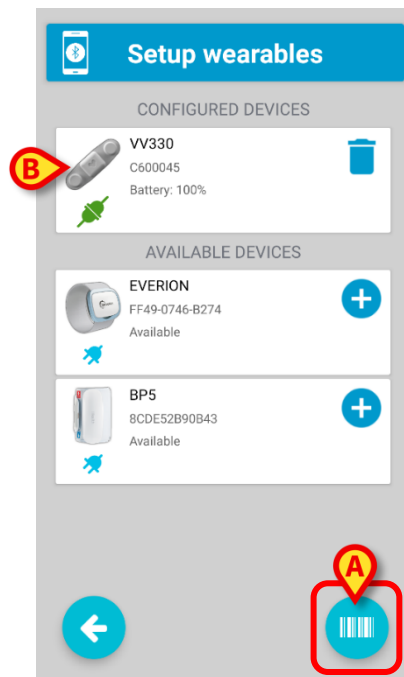 Setup wearables
CONFIGURED DEVICES
B
VV330
C600045
Battery: 100%
AVAILABLE DEVICES
EVERION
FF49-0746-B274
Available
BP5
8CDE52B90B43
Available
A